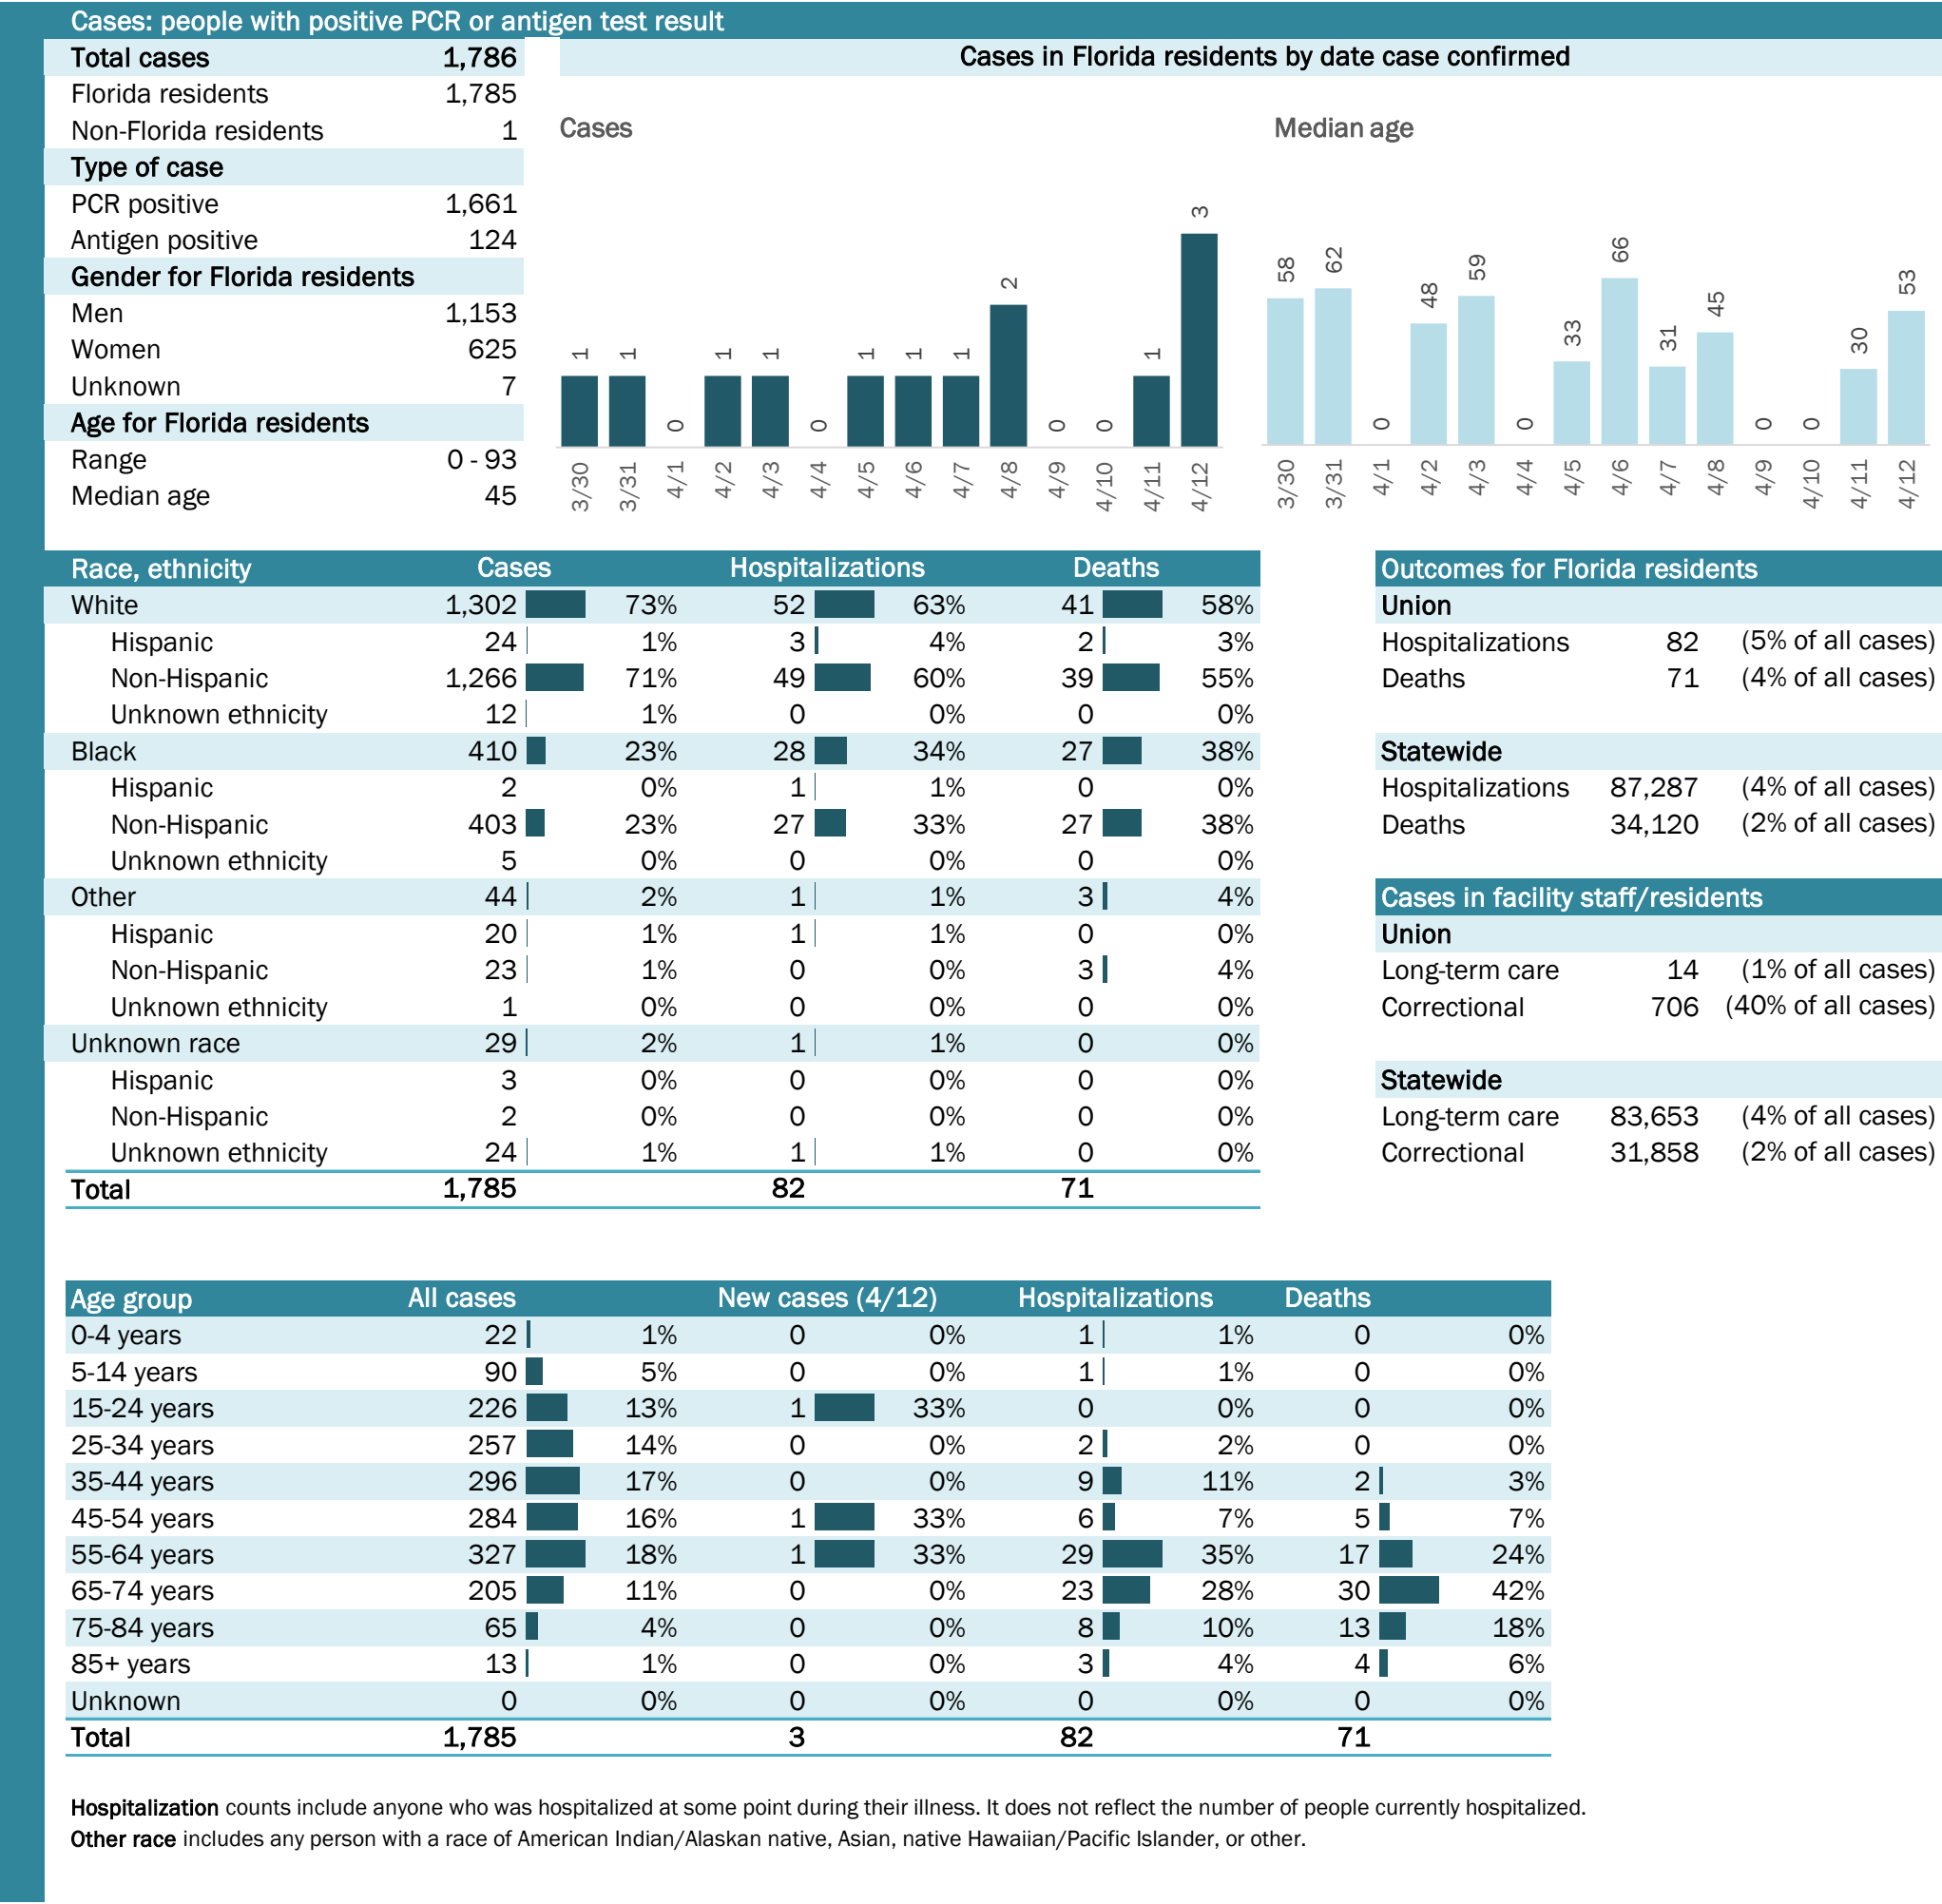 Cases: people with positive PCR or antigen test result
Total cases 1,786
Florida residents 1,785
Non-Florida residents 1
Type of case
PCR positive 1,661
Antigen positive 124
Gender for Florida residents
Men 1,153
Women 625
Unknown 7
Age for Florida residents
Range 0 - 93
Median age 45
Cases in Florida residents by date case confirmed
Cases
1 1 0 1 1 0 1 1 1 2 0 0 1 3
3/30 3/31 4/1 4/2 4/3 4/4 4/5 4/6 4/7 4/8 4/9 4/10 4/11 4/12
Median age
58 62 0 48 59 0 33 66 31 45 0 0 30 53
3/30 3/31 4/1 4/2 4/3 4/4 4/5 4/6 4/7 4/8 4/9 4/10 4/11 4/12
Race, ethnicity Cases Hospitalizations Deaths
White 1,302 73% 52 63% 41 58%
Hispanic 24 1% 3 4% 2 3%
Non-Hispanic 1,266 71% 49 60% 39 55%
Unknown ethnicity 12 1% 0 0% 0 0%
Black 410 23% 28 34% 27 38%
Hispanic 2 0% 1 1% 0 0%
Non-Hispanic 403 23% 27 33% 27 38%
Unknown ethnicity 5 0% 0 0% 0 0%
Other 44 2% 1 1% 3 4%
Hispanic 20 1% 1 1% 0 0%
Non-Hispanic 23 1% 0 0% 3 4%
Unknown ethnicity 1 0% 0 0% 0 0%
Unknown race 29 2% 1 1% 0 0%
Hispanic 3 0% 0 0% 0 0%
Non-Hispanic 2 0% 0 0% 0 0%
Unknown ethnicity 24 1% 1 1% 0 0%
Total 1,785 82 71
Outcomes for Florida residents
Union
Hospitalizations 82 (5% of all cases)
Deaths 71 (4% of all cases)
Statewide
Hospitalizations 87,287 (4% of all cases)
Deaths 34,120 (2% of all cases)
Cases in facility staff/residents
Union
Long-term care 14 (1% of all cases)
Correctional 706 (40% of all cases)
Statewide
Long-term care 83,653 (4% of all cases)
Correctional 31,858 (2% of all cases)
Age group All cases New cases (4/12) Hospitalizations Deaths
0-4 years 22 1% 0 0% 1 1% 0 0%
5-14 years 90 5% 0 0% 1 1% 0 0%
15-24 years 226 13% 1 33% 0 0% 0 0%
25-34 years 257 14% 0 0% 2 2% 0 0%
35-44 years 296 17% 0 0% 9 11% 2 3%
45-54 years 284 16% 1 33% 6 7% 5 7%
55-64 years 327 18% 1 33% 29 35% 17 24%
65-74 years 205 11% 0 0% 23 28% 30 42%
75-84 years 65 4% 0 0% 8 10% 13 18%
85+ years 13 1% 0 0% 3 4% 4 6%
Unknown 0 0% 0 0% 0 0% 0 0%
Total 1,785 3 82 71
Hospitalization counts include anyone who was hospitalized at some point during their illness. It does not reflect the number of people currently hospitalized.
Other race includes any person with a race of American Indian/Alaskan native, Asian, native Hawaiian/Pacific Islander, or other.